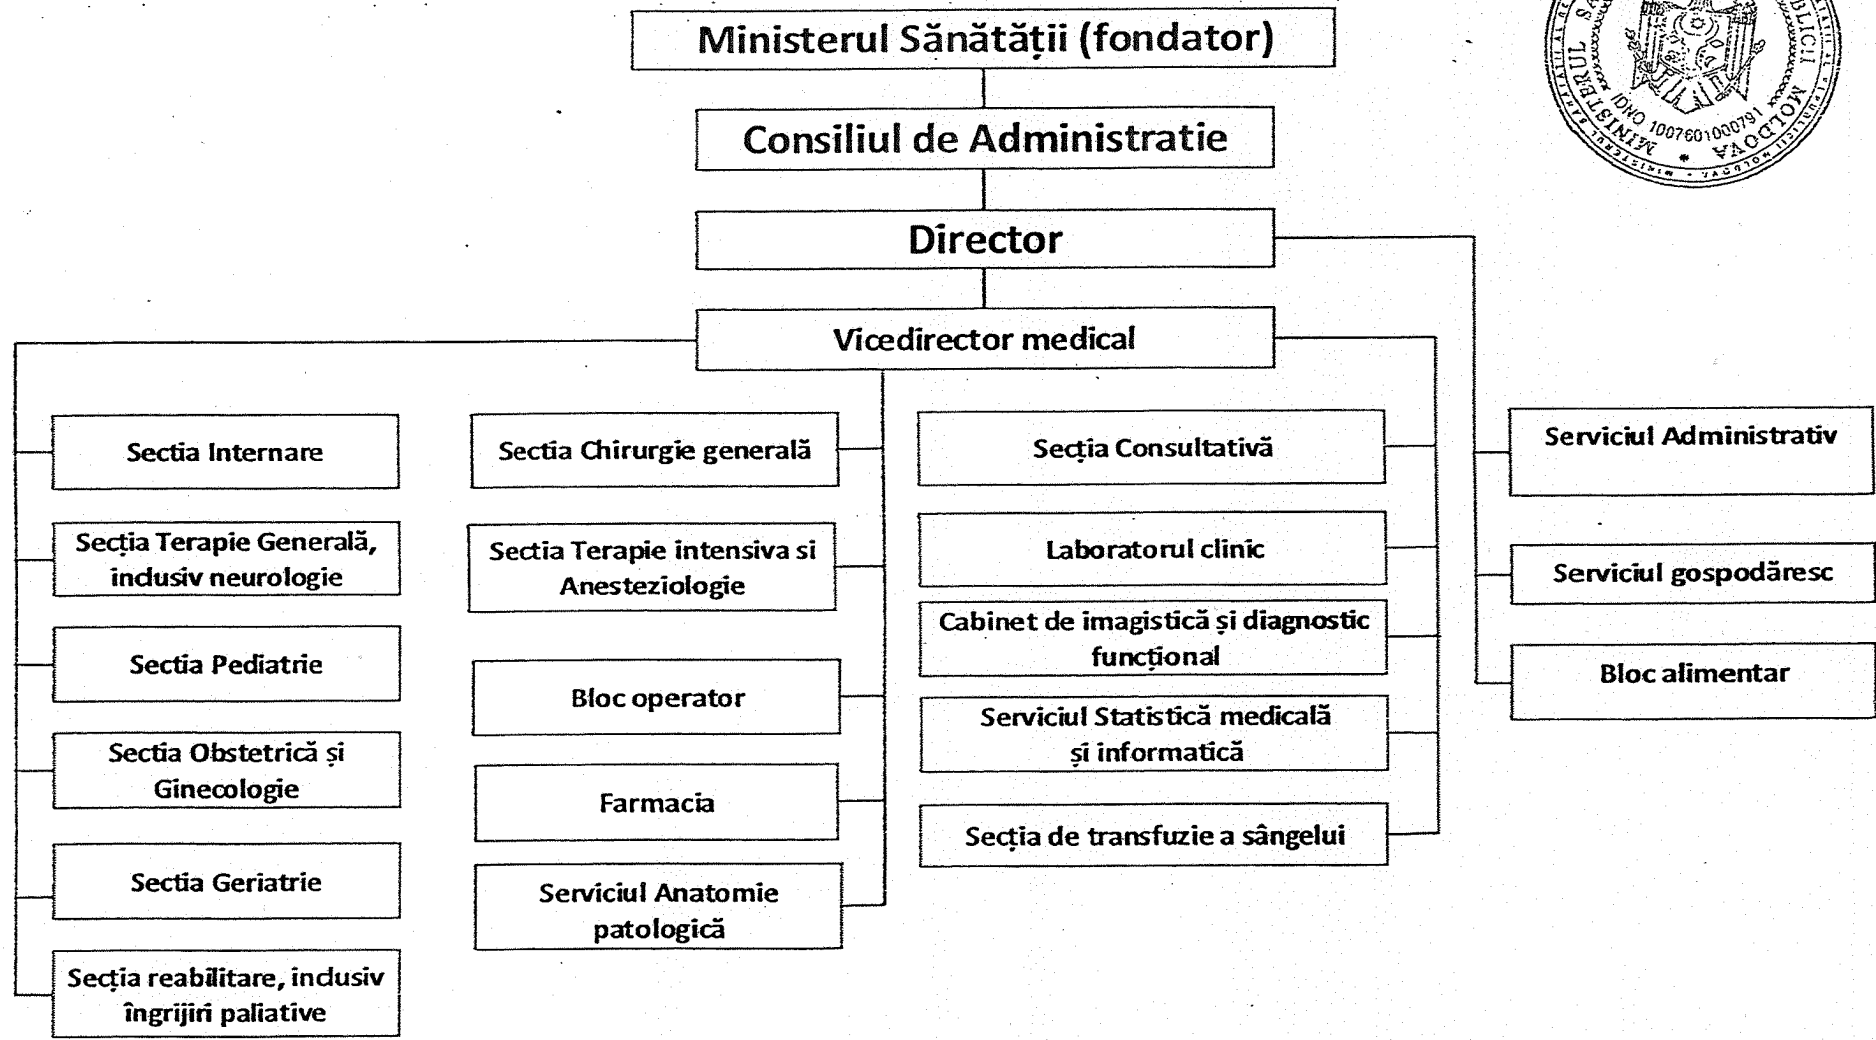 Ministerul Sănătății (fondator)
Consiliul de Administratie
Director
Vicedirector medical
Sectia Internare
Secția Terapie Generală,
inclusiv neurologie
Sectia Pediatrie
Sectia Obstetrică și
Ginecologie
Sectia Geriatrie
Secția reabilitare, inclusiv
îngrijiri paliative
Sectia Chirurgie generală
Sectia Terapie intensiva si
Anesteziologie
Bloc operator
Farmacia
Serviciul Anatomie
patologică
Secția Consultativă
Laboratorul clinic
Cabinet de imagistică și diagnostic
funcțional
Serviciul Statistică medicală
și informatică
Secția de transfuzie a sângelui
Serviciul Administrativ
Serviciul gospodăresc
Bloc alimentar
IDNO 1007601000791
MINISTERUL
MOLDOVA